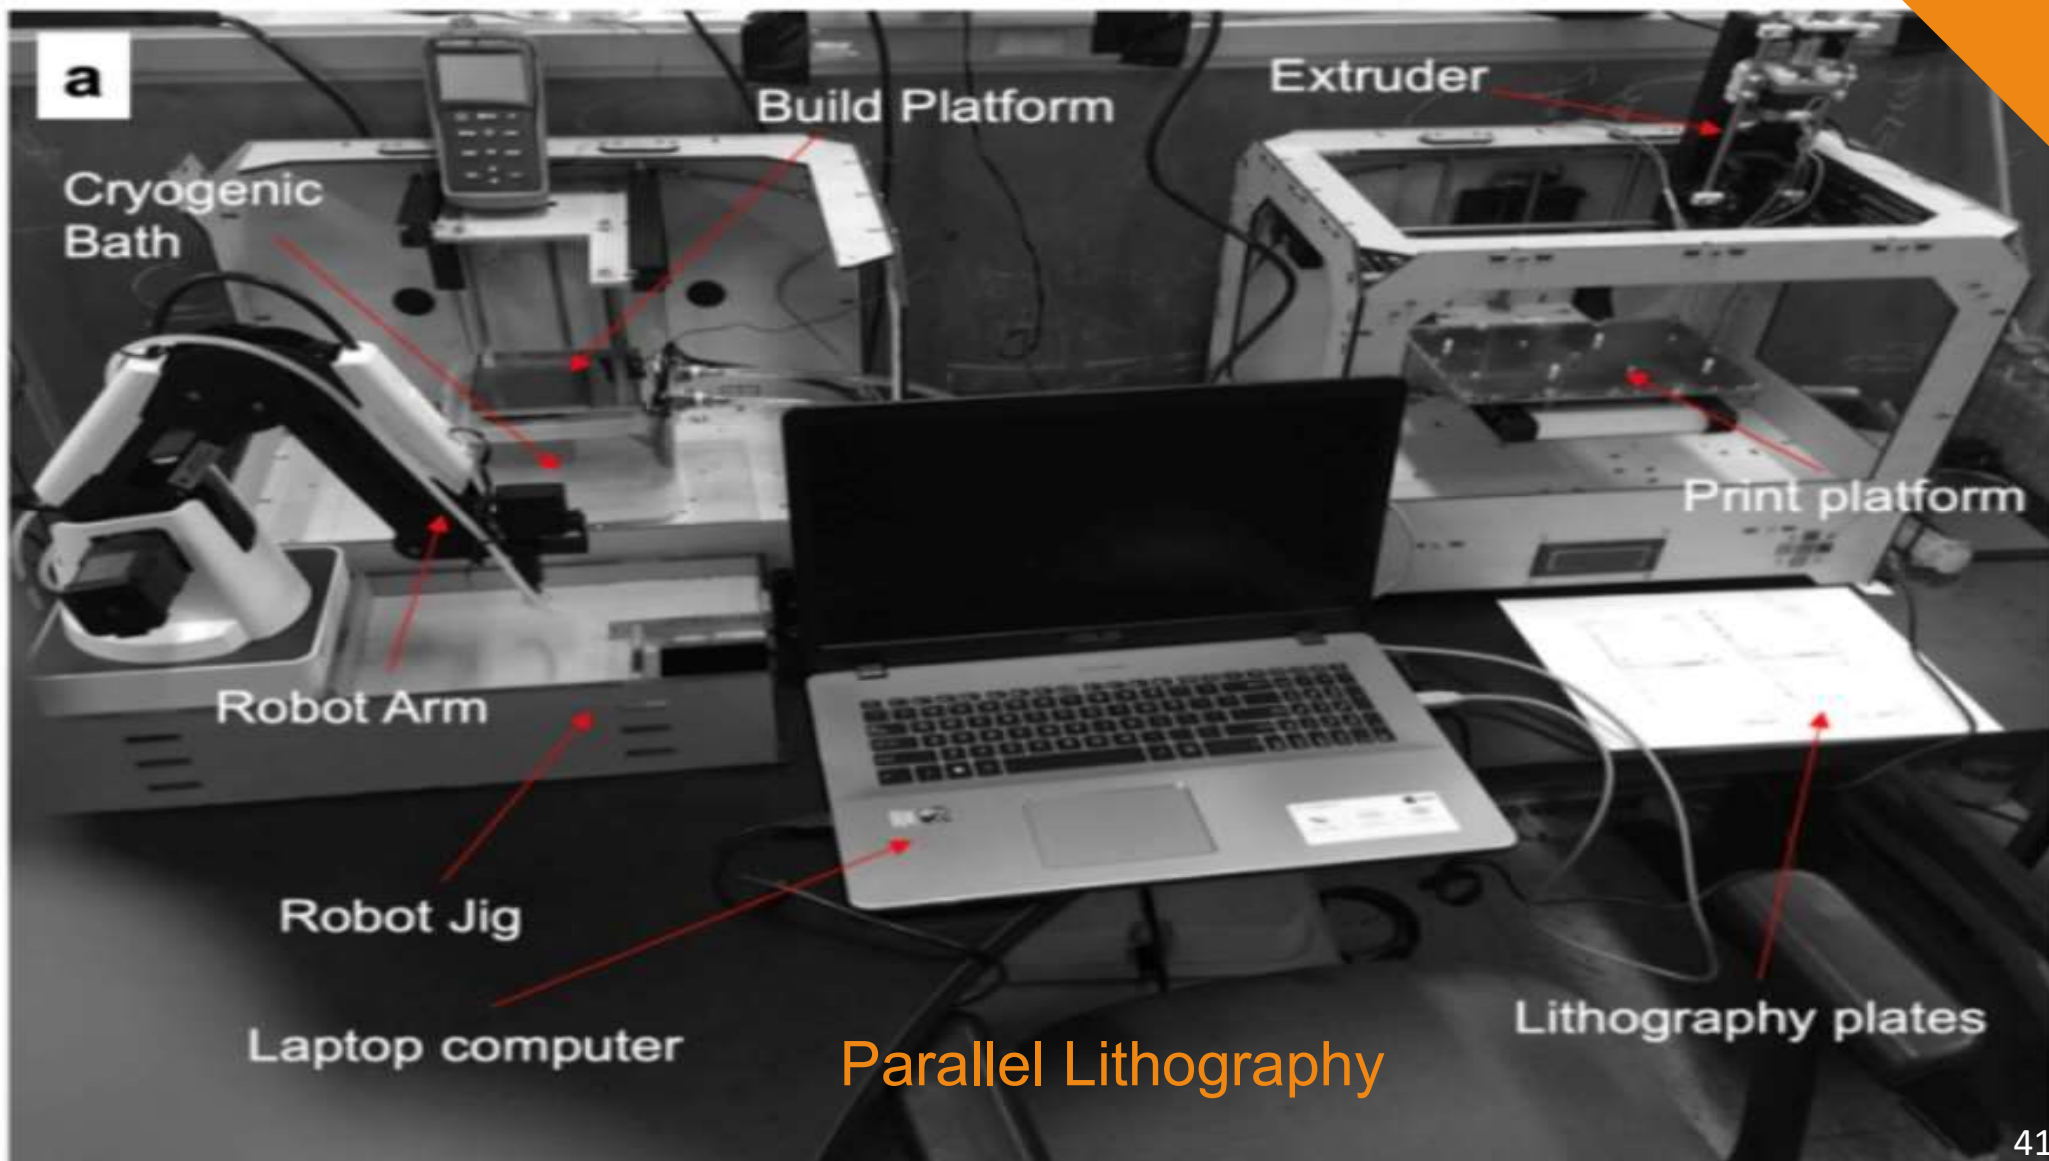 a
Build Platform
Extruder
Cryogenic
Bath
Print platform
Robot Arm
Robot Jig
Laptop computer
Lithography plates
Parallel Lithography
41